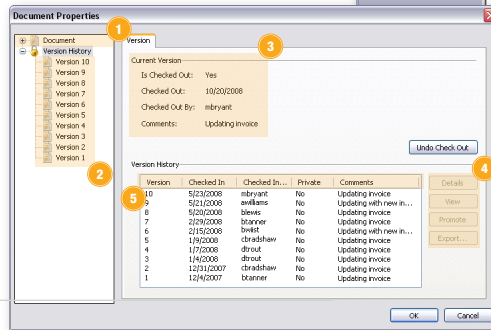 Document Properties
1
Document
Version History
Version 10
Version 9
Version 8
Version 7
Version 6
Version 5
Version 4
Version 3
Version 2
Version 1
2
Version
3
Current Version
Is Checked Out: Yes
Checked Out: 10/20/2008
Checked Out By: mbryant
Comments: Updating invoice
Undo Check Out
Version History
4
5
Version Checked In Checked In... Private Comments
10 5/23/2008 mbryant No Updating invoice
9 5/21/2008 awilliams No Updating with new in...
8 5/20/2008 blewis No Updating invoice
7 2/29/2008 btanner No Updating invoice
6 2/15/2008 bwiist No Updating with new in...
5 1/9/2008 cbradshaw No Updating invoice
4 1/7/2008 dtrout No Updating invoice
3 1/4/2008 dtrout No Updating invoice
2 12/31/2007 cbradshaw No Updating invoice
1 12/4/2007 btanner No Updating invoice
Details
View
Promote
Export...
OK Cancel